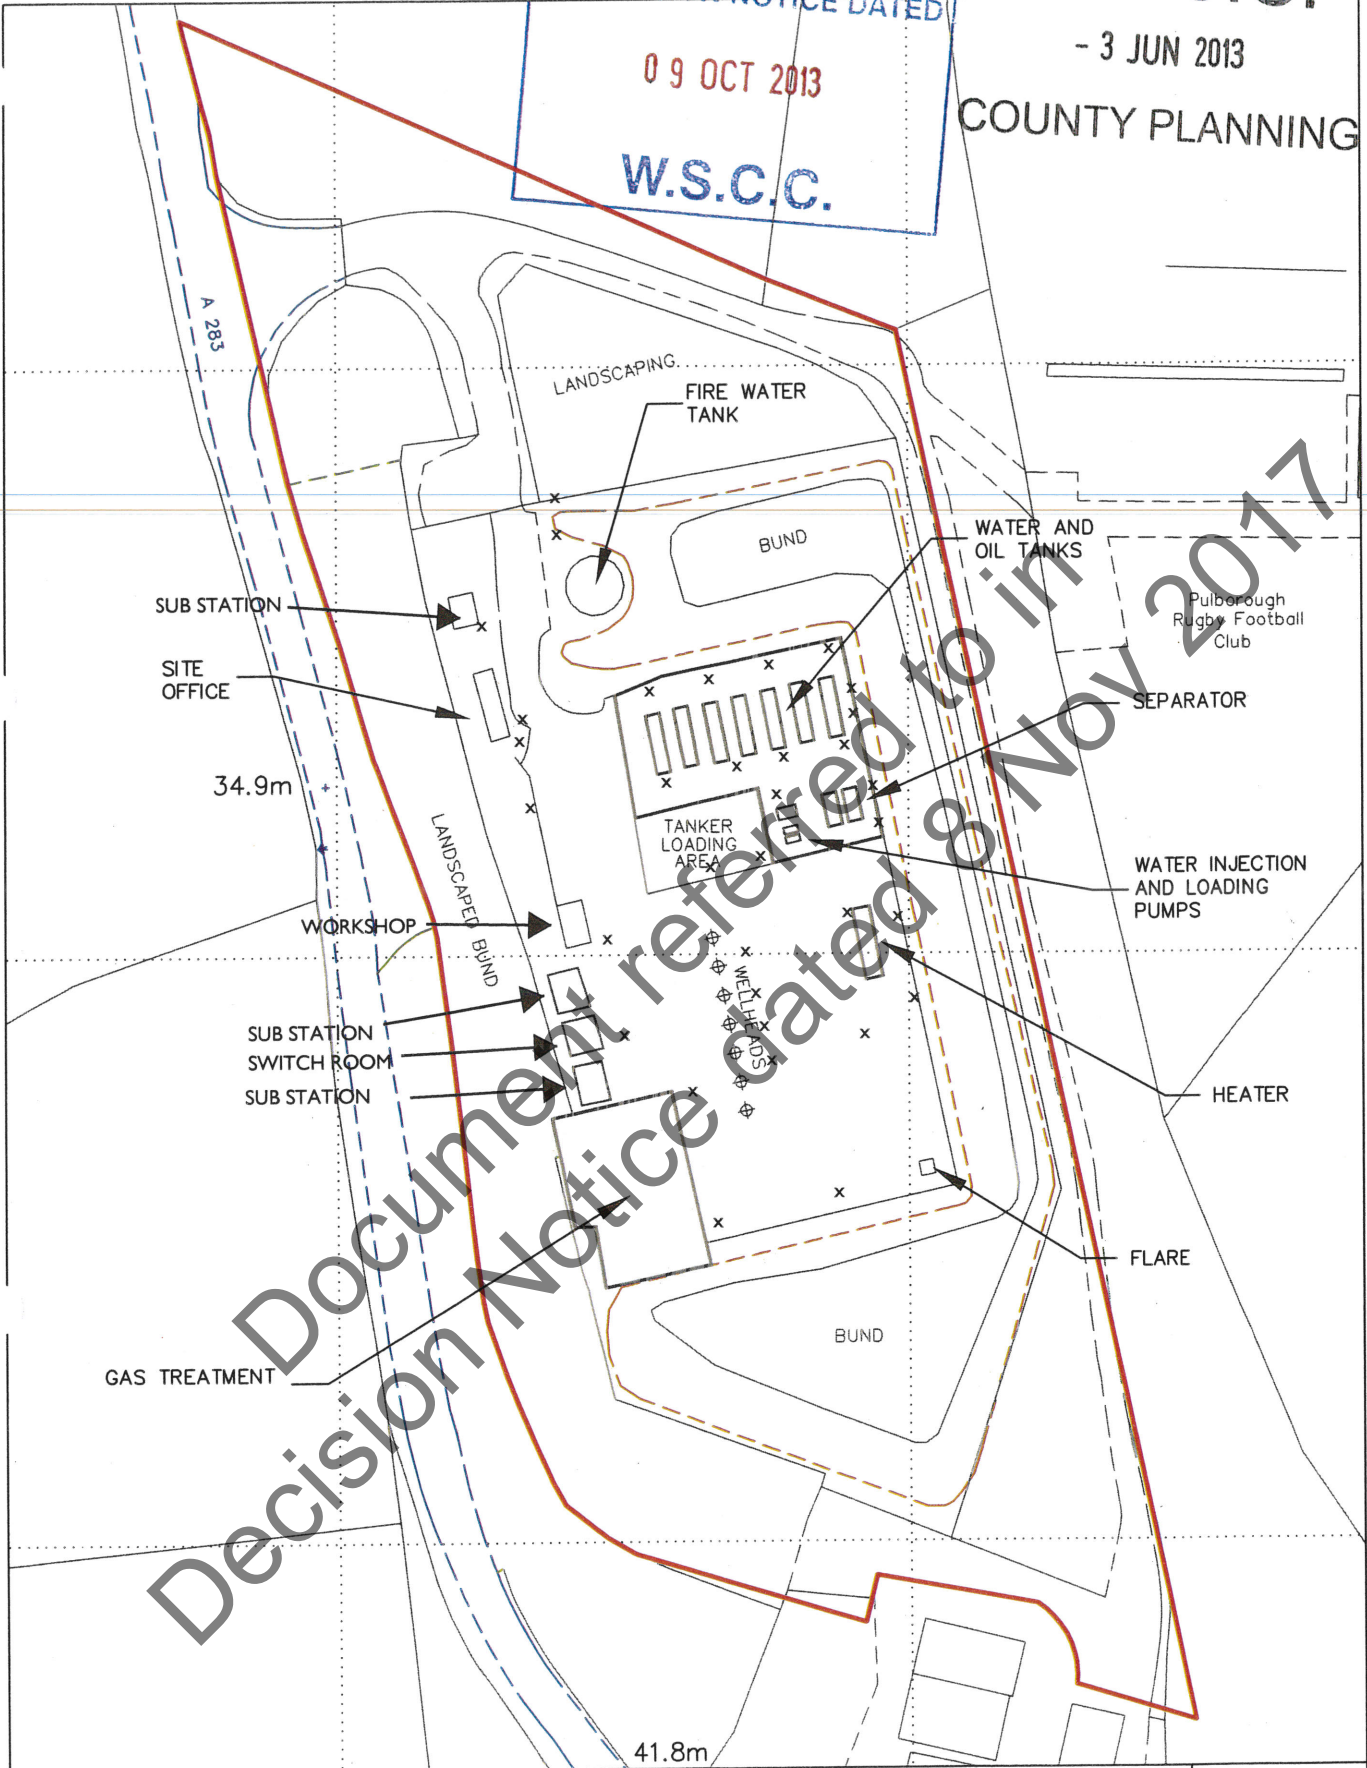 NOTICE DATED
09 OCT 2013
W.S.C.C.
- 3 JUN 2013
COUNTY PLANNING
A 283
LANDSCAPING
FIRE WATER
TANK
BUND
WATER AND
OIL TANKS
Pulborough
Rugby Football
Club
SUB STATION
SITE
OFFICE
SEPARATOR
34.9m
TANKER
LOADING
AREA
LANDSCAPED BUND
WATER INJECTION
AND LOADING
PUMPS
WORKSHOP
WELLHEADS
SUB STATION
SWITCH ROOM
SUB STATION
HEATER
FLARE
BUND
GAS TREATMENT
41.8m
Document referred to in
Decision Notice dated 8 Nov 2017